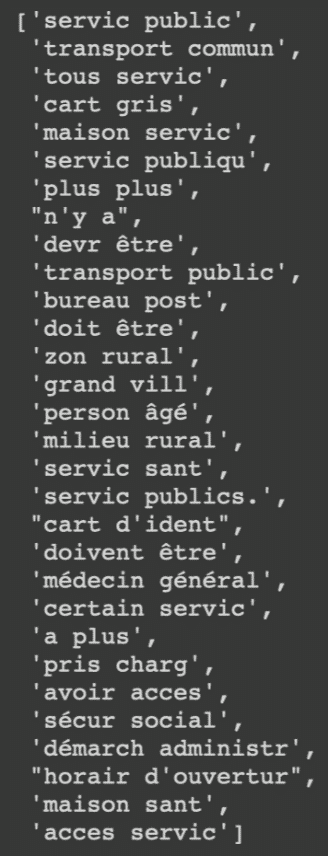 ['servic public',
'transport commun',
'tous servic',
'cart gris',
'maison servic',
'servic publiqu',
'plus plus',
"n'y a",
'devr être',
'transport public',
'bureau post',
'doit être',
'zon rural',
'grand vill',
'person âgé',
'milieu rural',
'servic sant',
'servic publics.',
"cart d'ident",
'doivent être',
'médecin général',
'certain servic',
'a plus',
'pris charg',
'avoir acces',
'sécur social',
'démarch administr',
"horair d'ouvertur",
'maison sant',
'acces servic']